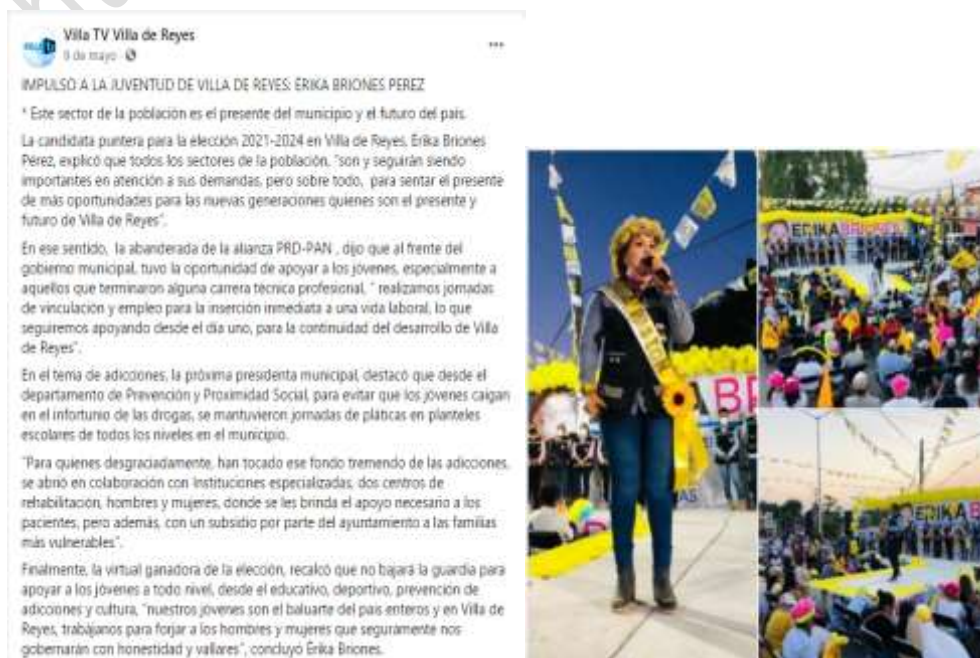 Villa TV Villa de Reyes
9 de mayo
IMPULSO A LA JUVENTUD DE VILLA DE REYES: ERIKA BRIONES PEREZ
* Este sector de la población es el presente del municipio y el futuro del pais.
La candidata puntera para la elección 2021-2024 en Villa de Reyes, Erika Briones
Pérez, explicó que todos los sectores de la población, "son y seguirán siendo
importantes en atención a sus demandas, pero sobre todo, para sentar el presente
de más oportunidades para las nuevas generaciones quienes son el presente y
futuro de Villa de Reyes".
En ese sentido, la abanderada de la alianza PRD-PAN , dijo que al frente del
gobierno municipal, tuvo la oportunidad de apoyar a los jóvenes, especialmente a
aquellos que terminaron alguna carrera técnica profesional, " realizamos jornadas
de vinculación y empleo para la inserción inmediata a una vida laboral, lo que
seguiremos apoyando desde el día uno, para la continuidad del desarrollo de Villa
de Reyes".
En el tema de adicciones, la próxima presidenta municipal, destacó que desde el
departamento de Prevención y Proximidad Social, para evitar que los jóvenes caigan
en el infortunio de las drogas, se mantuvieron jornadas de pláticas en planteles
escolares de todos los niveles en el municipio.
"Para quienes desgraciadamente, han tocado ese fondo tremendo de las adicciones,
se abrió en colaboración con Instituciones especializadas, dos centros de
rehabilitación, hombres y mujeres, donde se les brinda el apoyo necesario a los
pacientes, pero además, con un subsidio por parte del ayuntamiento a las familias
más vulnerables".
Finalmente, la virtual ganadora de la elección, recalcó que no bajará la guardia para
apoyar a los jóvenes a todo nivel, desde el educativo, deportivo, prevención de
adicciones y cultura, "nuestros jóvenes son el baluarte del pais enteros y en Villa de
Reyes, trabájanos para forjar a los hombres y mujeres que seguramente nos
gobernarán con honestidad y vallares", concluyó Erika Briones.
AB
ERIKABRIONES
ERIKAB